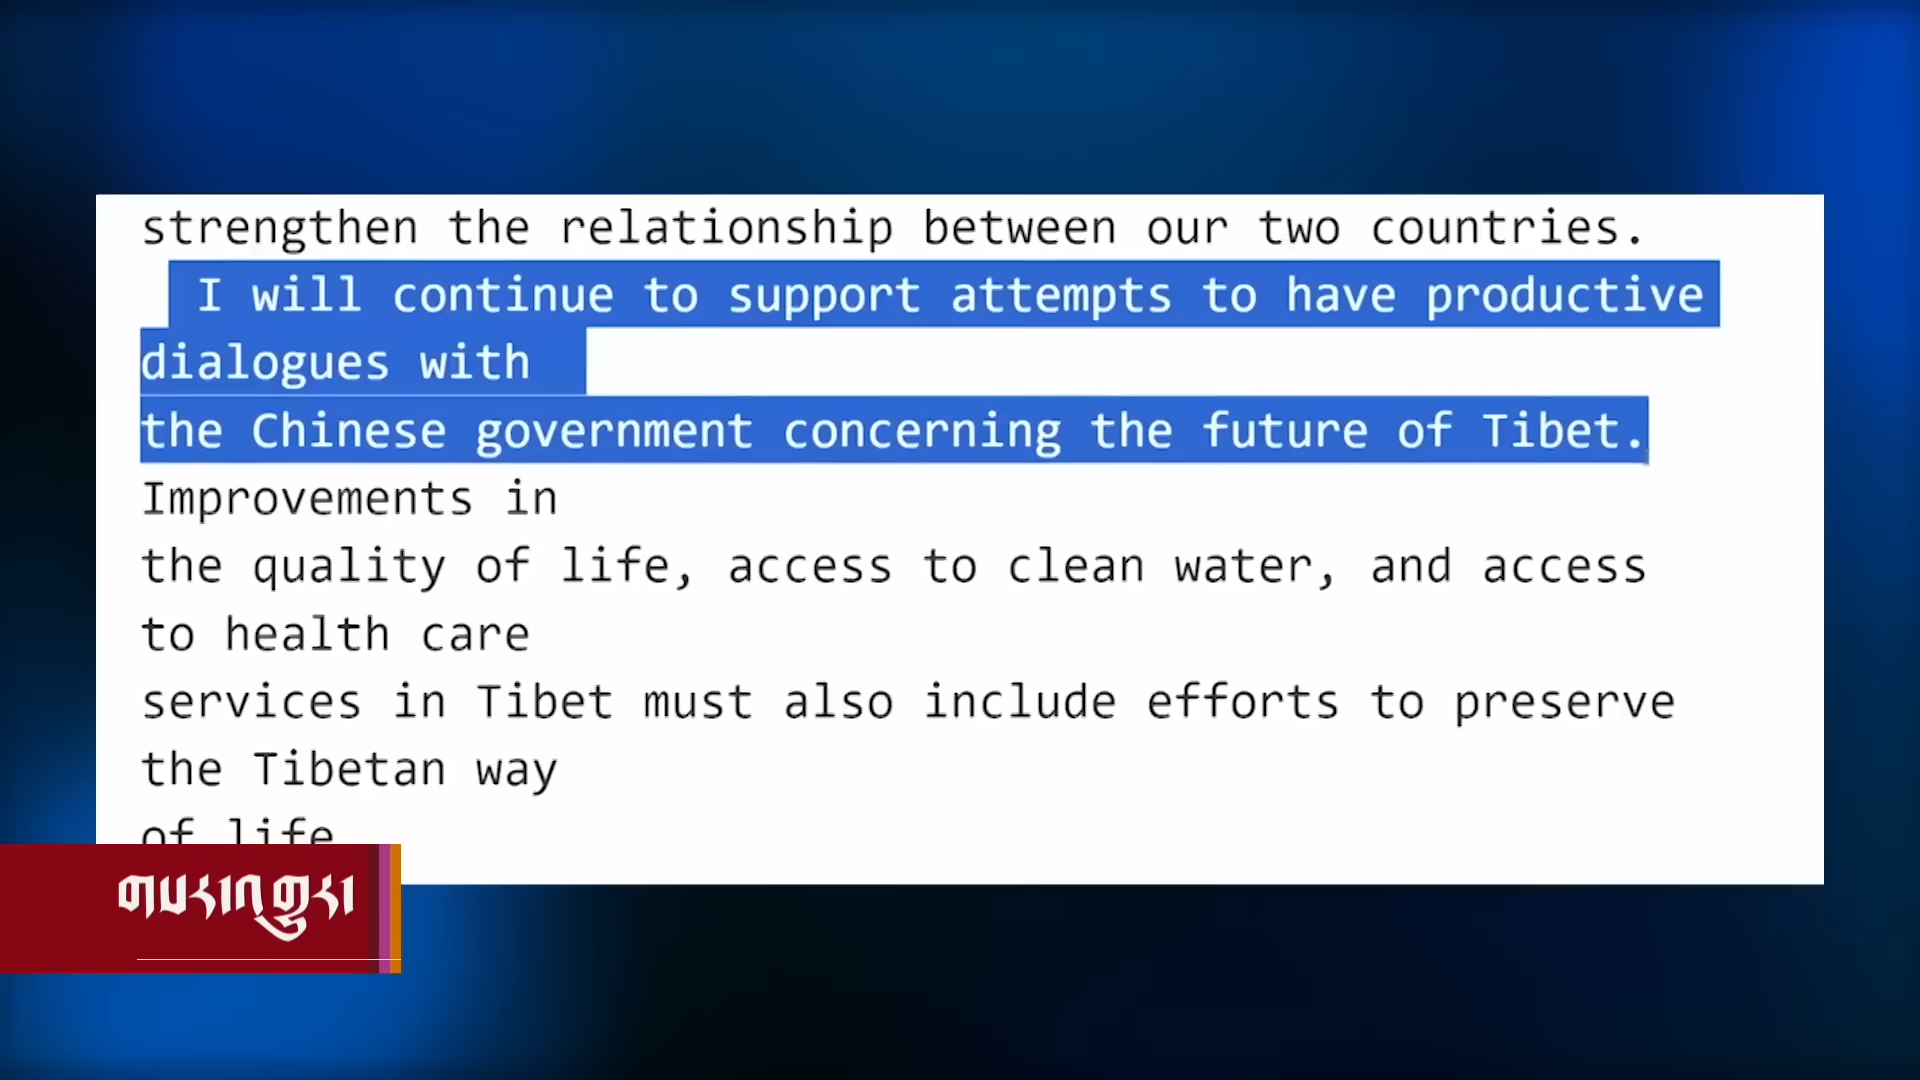 strengthen the relationship between our two countries.
I will continue to support attempts to have productive
dialogues with
the Chinese government concerning the future of Tibet.
Improvements in
the quality of life, access to clean water, and access
to health care
services in Tibet must also include efforts to preserve
the Tibetan way
of life